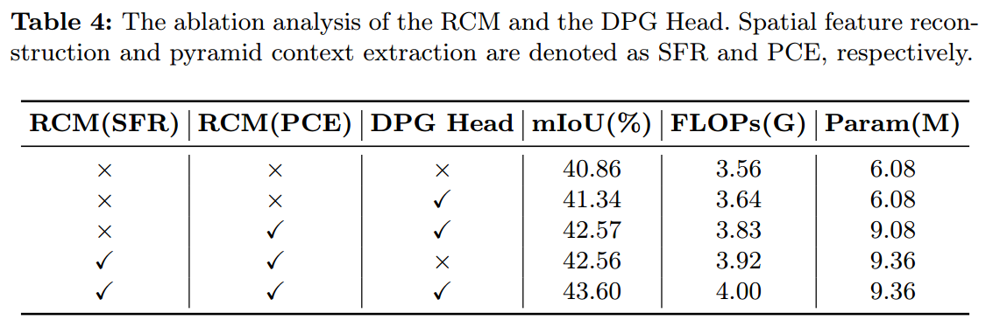 Table 4: The ablation analysis of the RCM and the DPG Head. Spatial feature recon-
struction and pyramid context extraction are denoted as SFR and PCE, respectively.
RCM(SFR) RCM(PCE) DPG Head mIoU(%) FLOPs(G) Param(M)
× × × 40.86 3.56 6.08
× × ✓ 41.34 3.64 6.08
× ✓ ✓ 42.57 3.83 9.08
✓ ✓ × 42.56 3.92 9.36
✓ ✓ ✓ 43.60 4.00 9.36